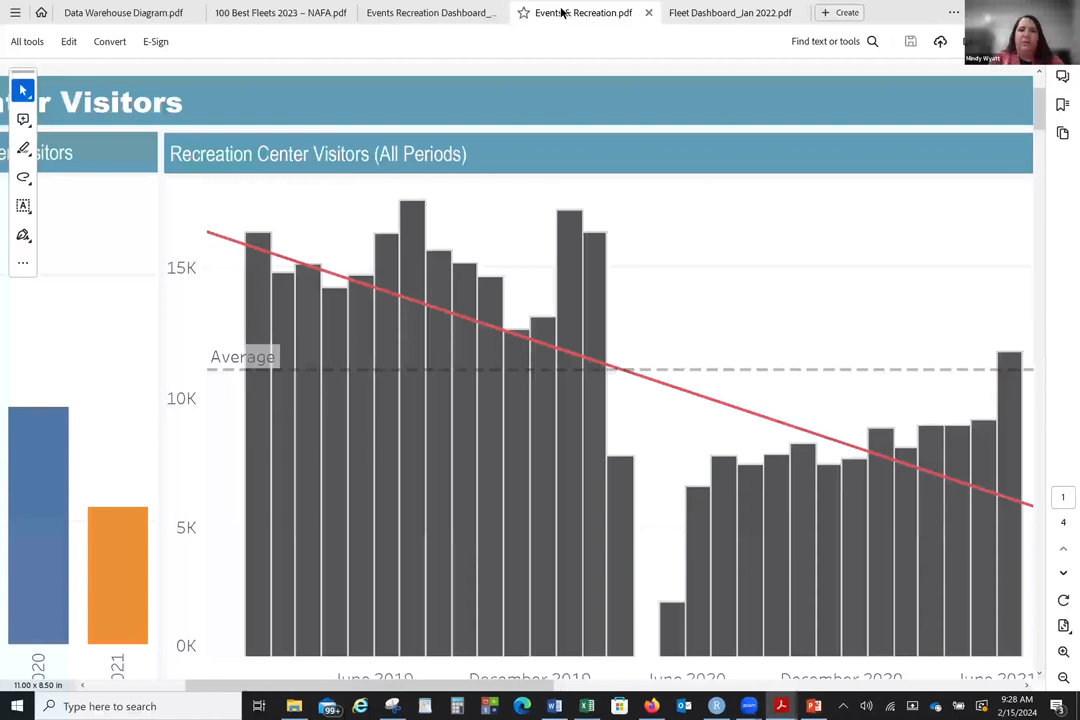 Data Warehouse Diagram.pdf
100 Best Fleets 2023 – NAFA.pdf
Events Recreation Dashboard_...
Events & Recreation.pdf
Fleet Dashboard_Jan 2022.pdf
+ Create
All tools
Edit
Convert
E-Sign
Find text or tools
Mindy Wyatt
r Visitors
sitors
Recreation Center Visitors (All Periods)
15K
Average
10K
5K
0K
020
021
June 2019
December 2019
June 2020
December 2020
June 2021
1
4
11.00 x 8.50 in
Type here to search
99+
9:28 AM
2/15/2024
3